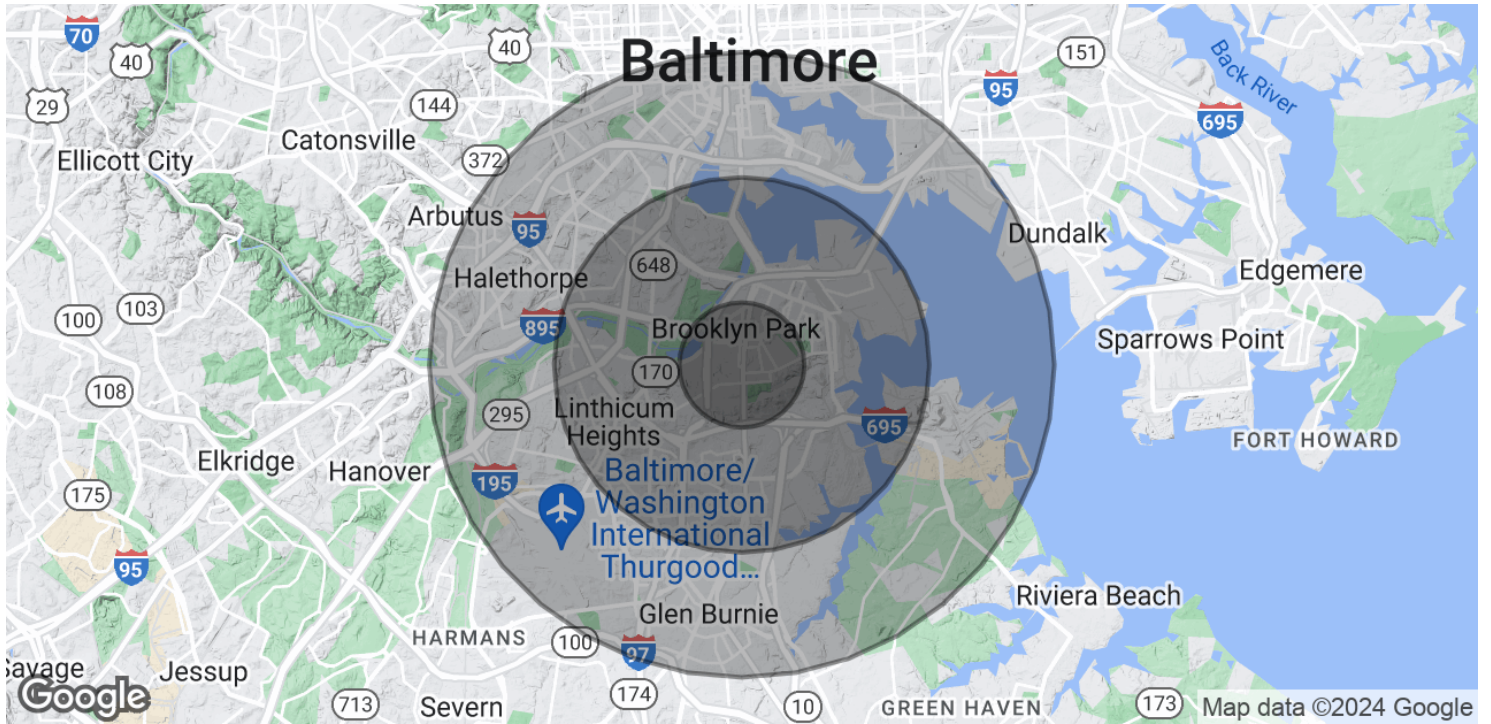 70
40
40
Baltimore
151
Back River
29
144
95
695
Catonsville
Ellicott City
372
Arbutus
95
Dundalk
648
Halethorpe
Edgemere
103
100
895
Brooklyn Park
Sparrows Point
170
108
295
Linthicum
Heights
695
FORT HOWARD
Elkridge
Hanover
195
Baltimore/
Washington
International
Thurgood...
175
95
Riviera Beach
Glen Burnie
HARMANS
100
97
Savage
Jessup
Google
713
Severn
174
10
GREEN HAVEN
173
Map data ©2024 Google